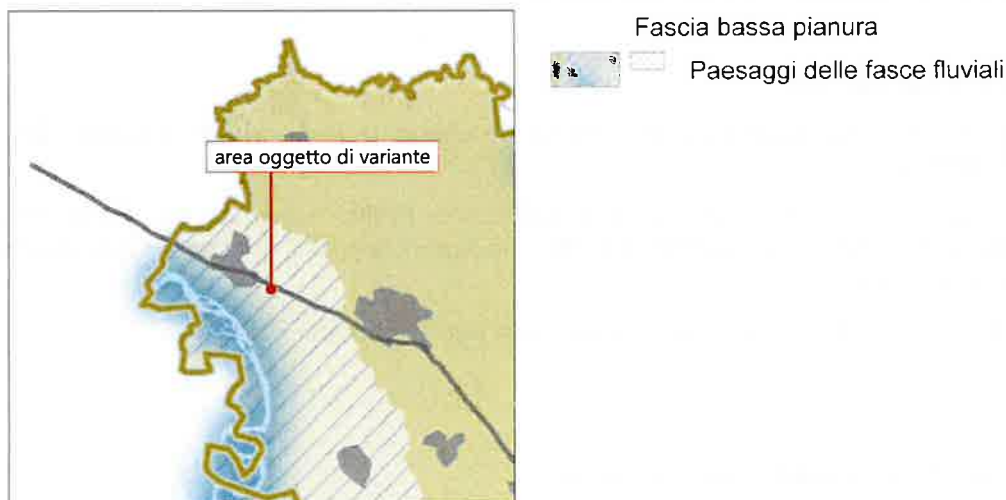 Fascia bassa pianura
Paesaggi delle fasce fluviali
area oggetto di variante